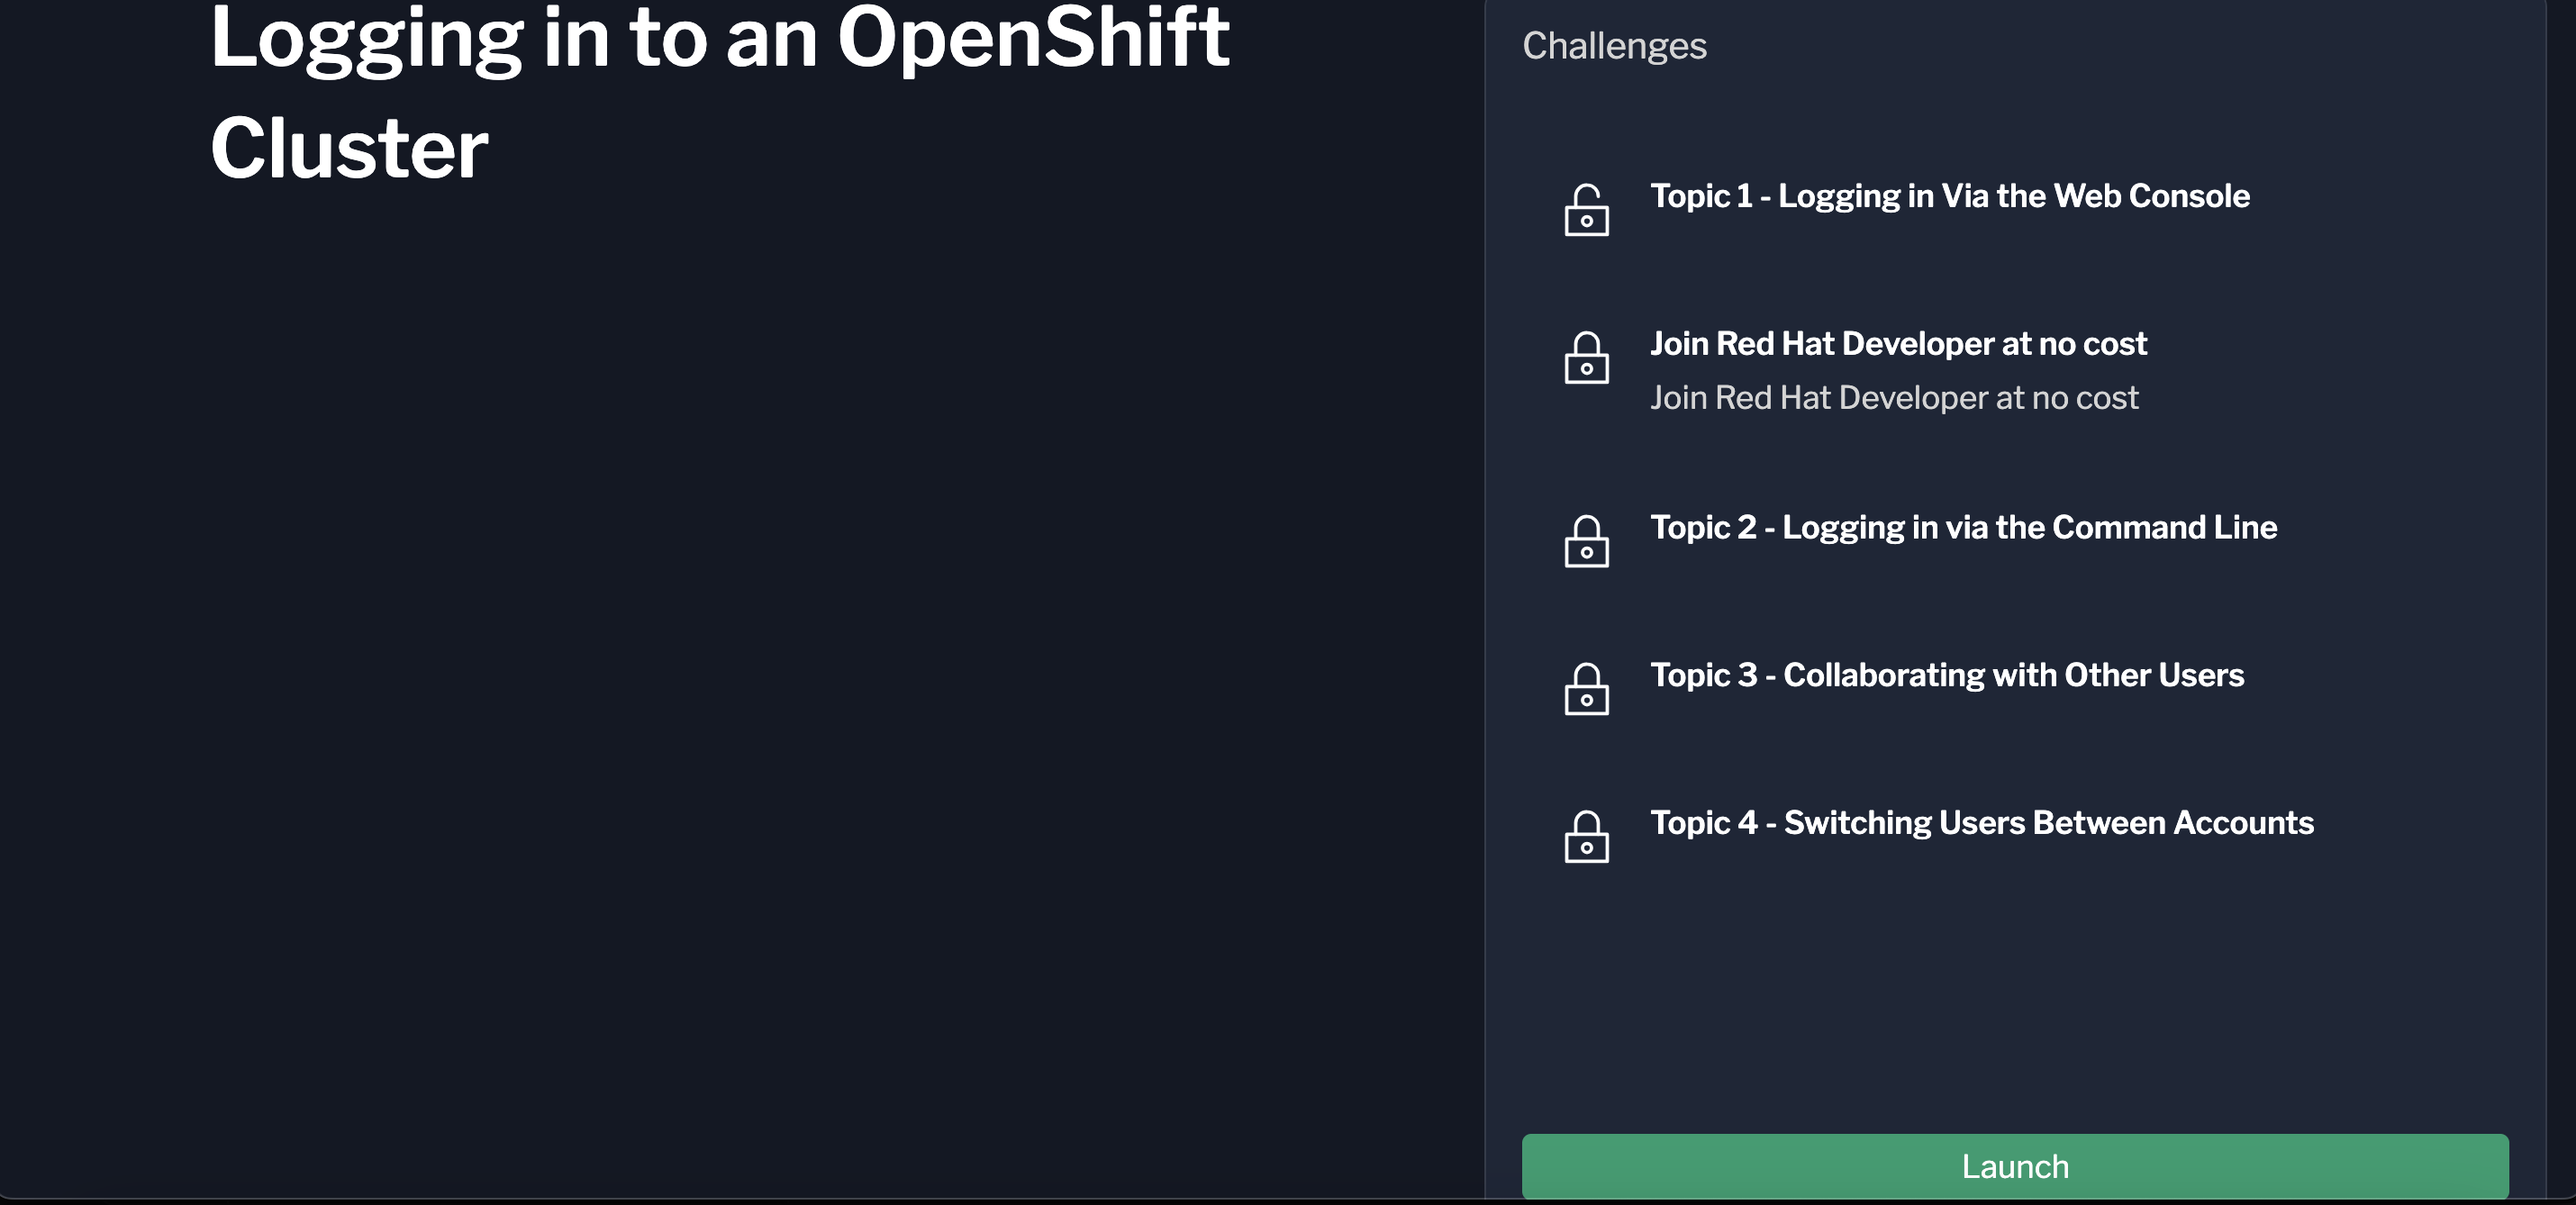 Logging in to an OpenShift
Cluster
Challenges
Topic 1 - Logging in Via the Web Console
Join Red Hat Developer at no cost
Join Red Hat Developer at no cost
Topic 2 - Logging in via the Command Line
Topic 3 - Collaborating with Other Users
Topic 4 - Switching Users Between Accounts
Launch